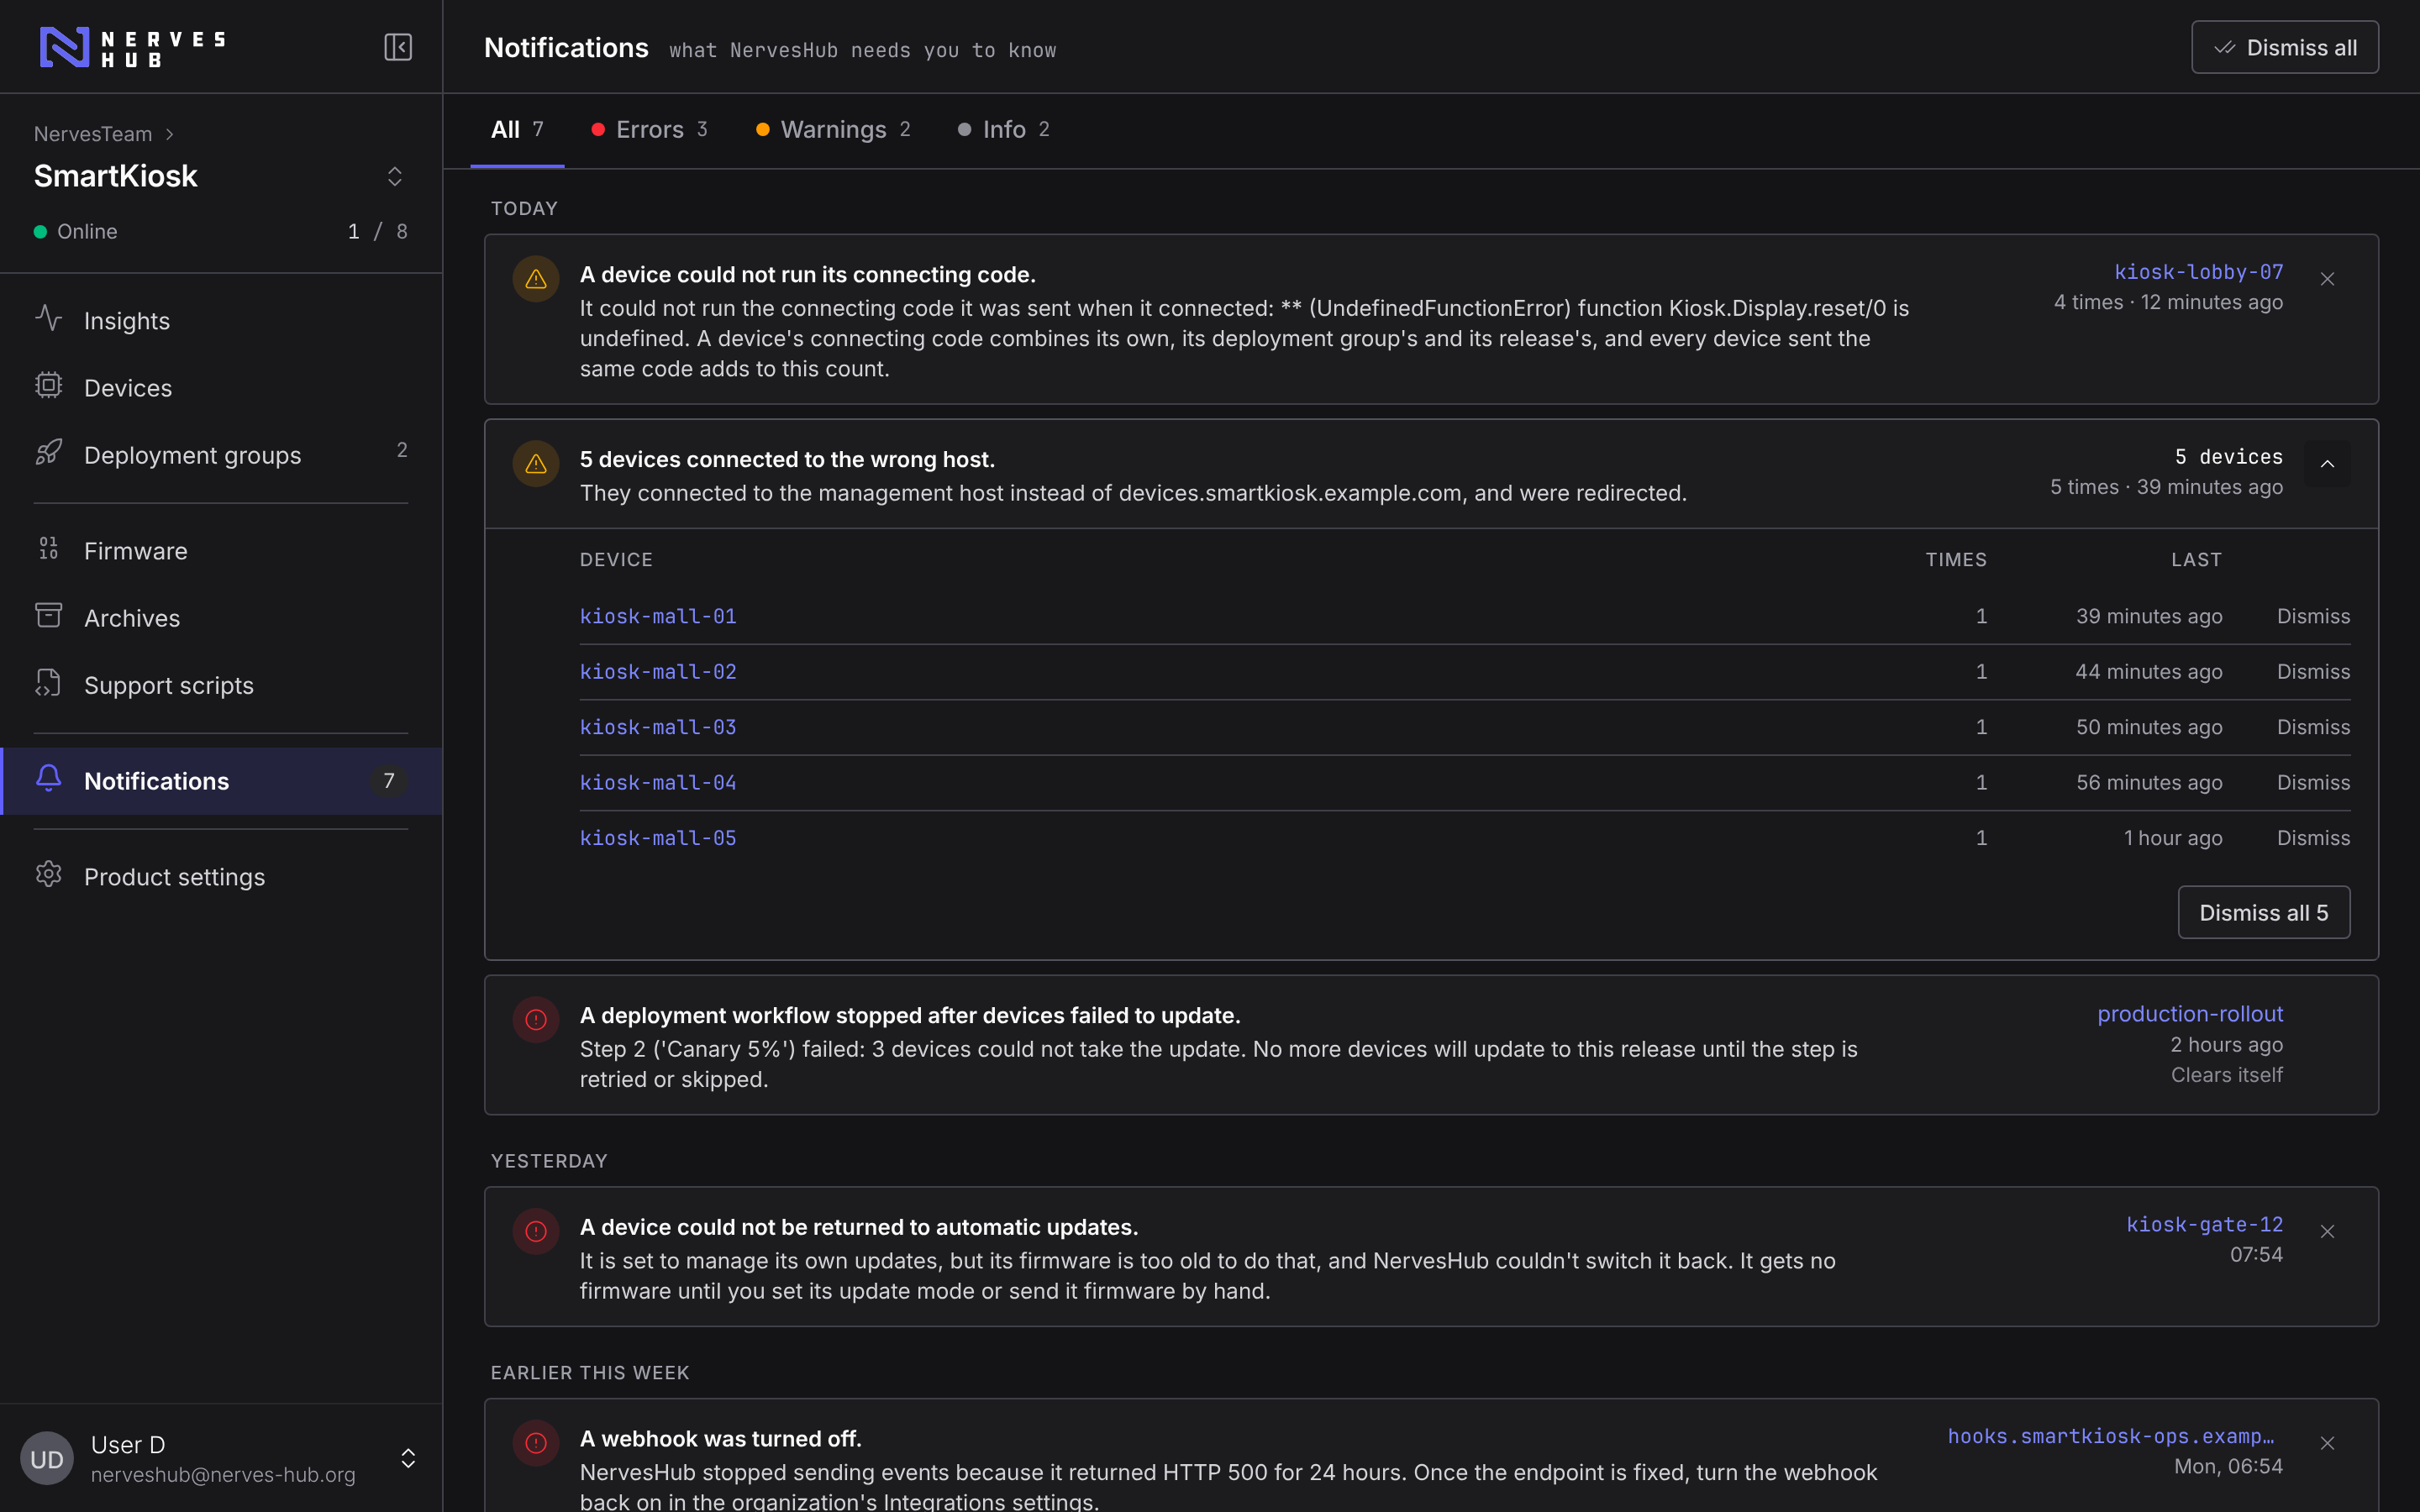 NERVES
HUB
NervesTeam
SmartKiosk
Online 1 / 8
Insights
Devices
Deployment groups 2
Firmware
Archives
Support scripts
Notifications 7
Product settings
UD
User D
nerveshub@nerves-hub.org
Notifications what NervesHub needs you to know
Dismiss all
All 7 Errors 3 Warnings 2 Info 2
TODAY
A device could not run its connecting code.
It could not run the connecting code it was sent when it connected: ** (UndefinedFunctionError) function Kiosk.Display.reset/0 is
undefined. A device's connecting code combines its own, its deployment group's and its release's, and every device sent the
same code adds to this count.
kiosk-lobby-07
4 times · 12 minutes ago
5 devices connected to the wrong host.
They connected to the management host instead of devices.smartkiosk.example.com, and were redirected.
5 devices
5 times · 39 minutes ago
DEVICE TIMES LAST
kiosk-mall-01 1 39 minutes ago Dismiss
kiosk-mall-02 1 44 minutes ago Dismiss
kiosk-mall-03 1 50 minutes ago Dismiss
kiosk-mall-04 1 56 minutes ago Dismiss
kiosk-mall-05 1 1 hour ago Dismiss
Dismiss all 5
A deployment workflow stopped after devices failed to update.
Step 2 ('Canary 5%') failed: 3 devices could not take the update. No more devices will update to this release until the step is
retried or skipped.
production-rollout
2 hours ago
Clears itself
YESTERDAY
A device could not be returned to automatic updates.
It is set to manage its own updates, but its firmware is too old to do that, and NervesHub couldn't switch it back. It gets no
firmware until you set its update mode or send it firmware by hand.
kiosk-gate-12
07:54
EARLIER THIS WEEK
A webhook was turned off.
NervesHub stopped sending events because it returned HTTP 500 for 24 hours. Once the endpoint is fixed, turn the webhook
back on in the organization's Integrations settings.
hooks.smartkiosk-ops.examp…
Mon, 06:54